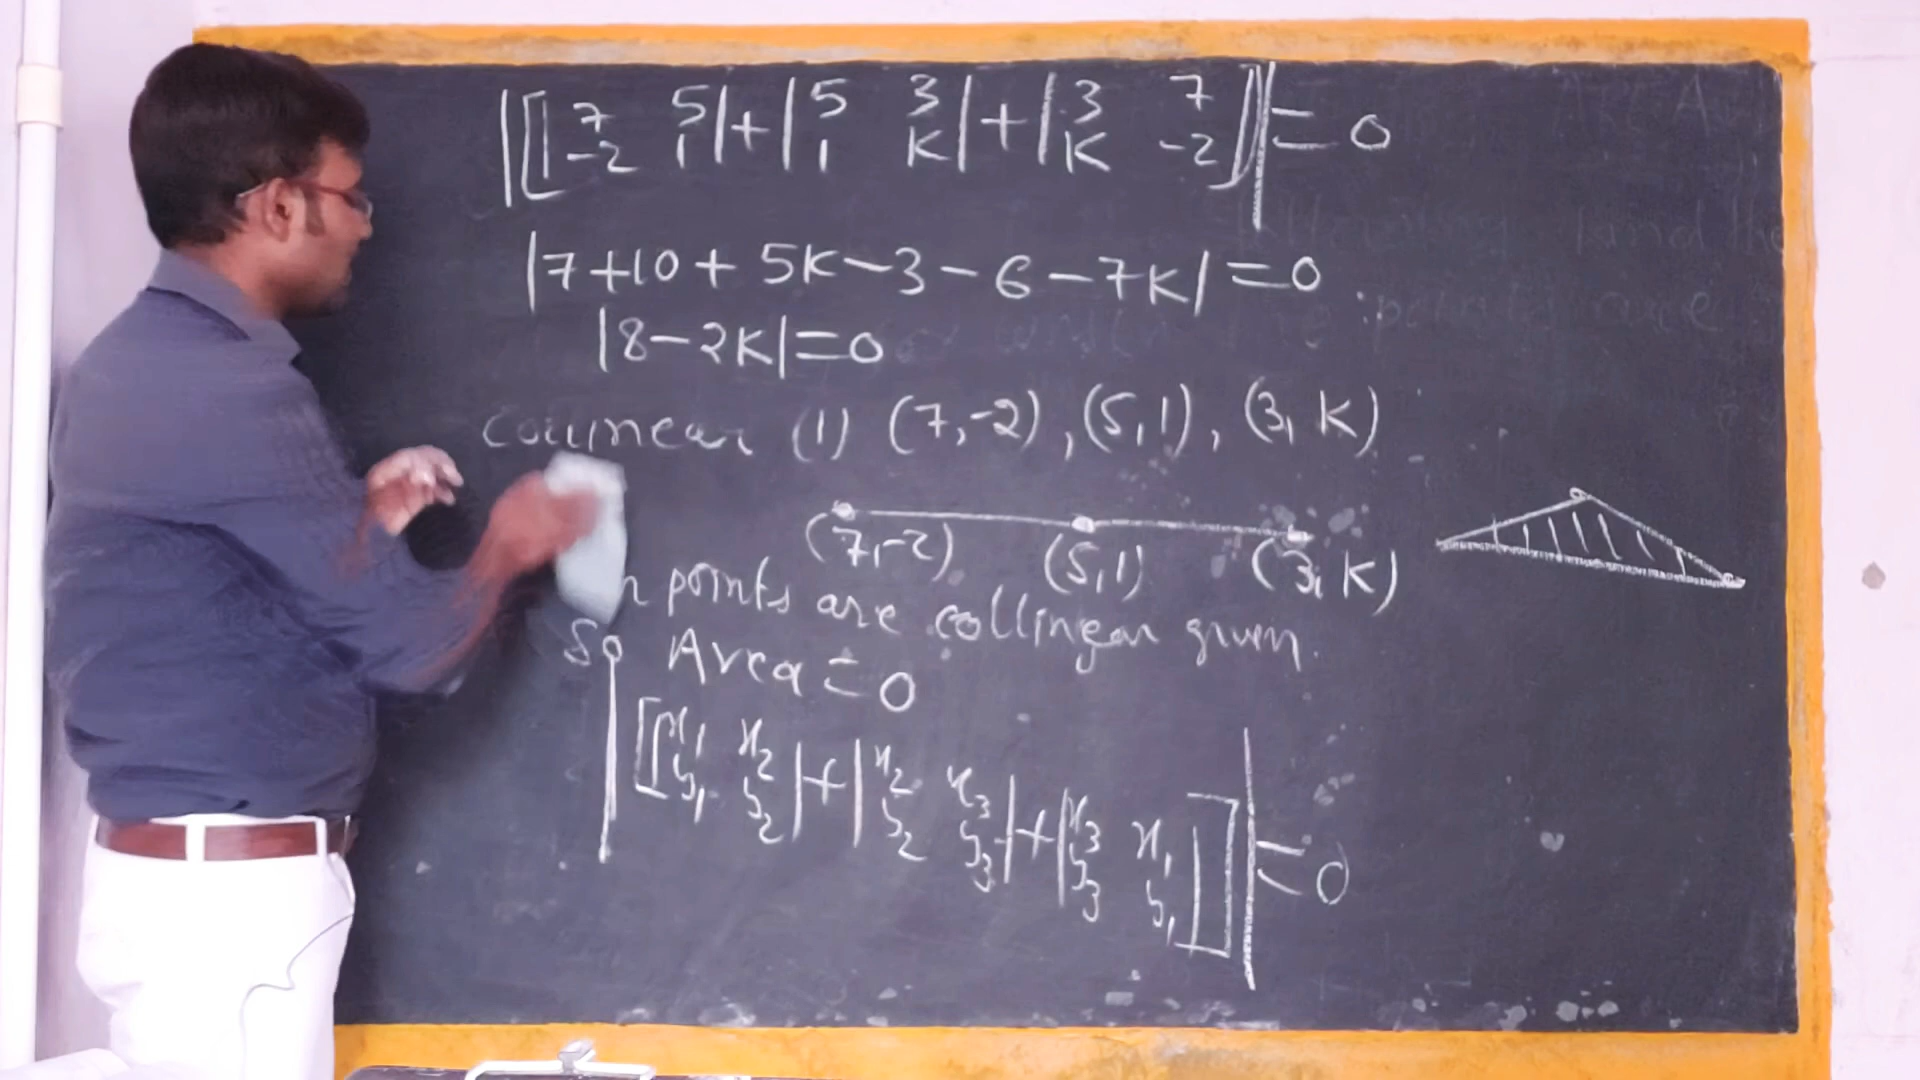 |[|7 5| + |5 3| + |3 7|]| = 0
-2 1 1 K K -2
|7+10+5K-3-6-7K| = 0
|8-2K| = 0
collinear (1) (7,-2), (5,1), (3, K)
(7,-2) (5,1) (3, K)
points are collinear given.
So Area = 0
|[|x₁ x₂| + |x₂ x₃| + |x₃ x₁|]| = 0
y₁ y₂ y₂ y₃ y₃ y₁